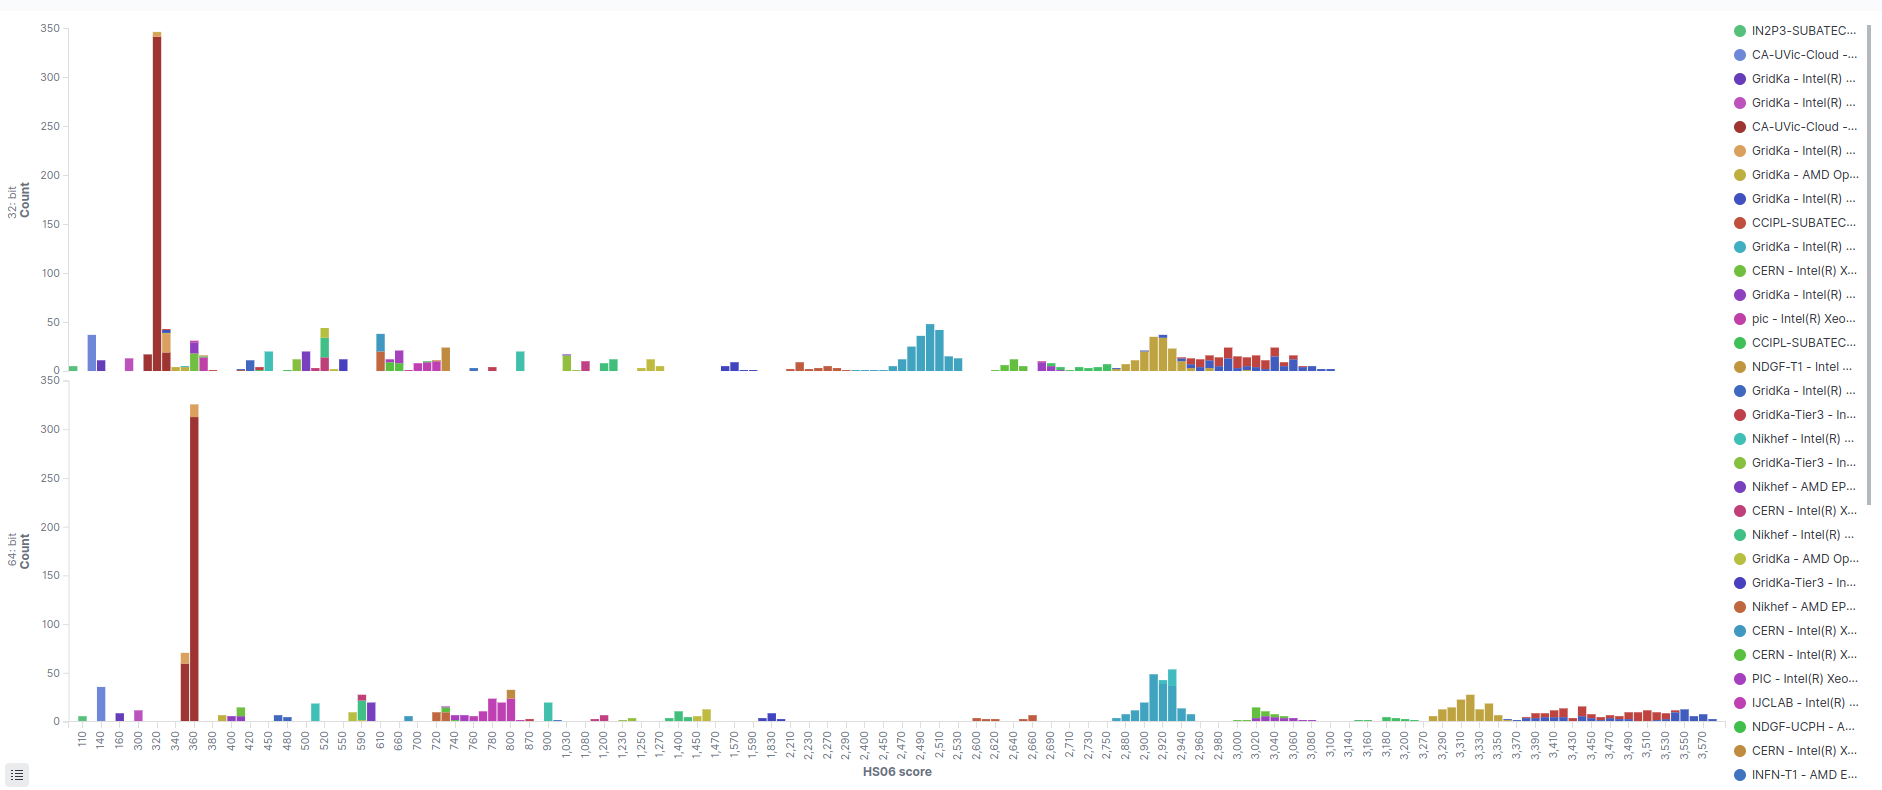 350
300
250
200
150
100
50
0
32: bit
Count
350
300
250
200
150
100
50
0
64: bit
Count
110
140
160
300
320
340
360
380
400
420
450
480
500
520
550
590
610
660
700
720
740
760
780
800
870
900
1,030
1,080
1,200
1,230
1,250
1,270
1,400
1,450
1,470
1,570
1,590
1,830
2,210
2,230
2,270
2,290
2,400
2,450
2,470
2,490
2,510
2,530
2,600
2,620
2,640
2,660
2,690
2,710
2,750
2,880
2,900
2,920
2,940
2,960
2,980
3,000
3,020
3,040
3,060
3,080
3,100
3,140
3,160
3,180
3,200
3,270
3,290
3,310
3,330
3,350
3,370
3,390
3,410
3,430
3,450
3,470
3,490
3,510
3,530
3,550
3,570
HS06 score
IN2P3-SUBATEC...
CA-UVic-Cloud -...
GridKa - Intel(R) ...
GridKa - Intel(R) ...
CA-UVic-Cloud -...
GridKa - Intel(R) ...
GridKa - AMD Op...
GridKa - Intel(R) ...
CCIPL-SUBATEC...
GridKa - Intel(R) ...
CERN - Intel(R) X...
GridKa - Intel(R) ...
pic - Intel(R) Xeo...
CCIPL-SUBATEC...
NDGF-T1 - Intel ...
GridKa - Intel(R) ...
GridKa-Tier3 - In...
Nikhef - Intel(R) ...
GridKa-Tier3 - In...
Nikhef - AMD EP...
CERN - Intel(R) X...
Nikhef - Intel(R) ...
GridKa - AMD Op...
GridKa-Tier3 - In...
Nikhef - AMD EP...
CERN - Intel(R) X...
CERN - Intel(R) X...
PIC - Intel(R) Xeo...
IJCLAB - Intel(R) ...
NDGF-UCPH - A...
CERN - Intel(R) X...
INFN-T1 - AMD E...